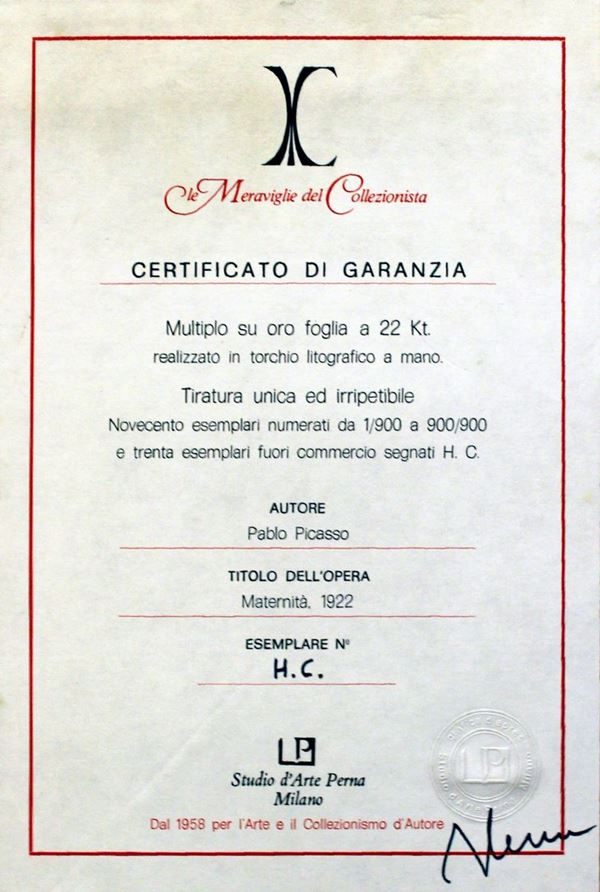 le Meraviglie del Collezionista
CERTIFICATO DI GARANZIA
Multiplo su oro foglia a 22 Kt.
realizzato in torchio litografico a mano.
Tiratura unica ed irripetibile
Novecento esemplari numerati da 1/900 a 900/900
e trenta esemplari fuori commercio segnati H. C.
AUTORE
Pablo Picasso
TITOLO DELL'OPERA
Maternità, 1922
ESEMPLARE N°
H.C.
LP
Studio d'Arte Perna
Milano
Dal 1958 per l'Arte e il Collezionismo d'Autore